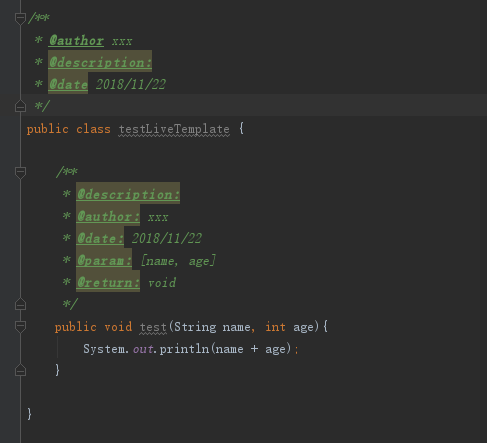 /**
 * @author xxx
 * @description:
 * @date 2018/11/22
 */
public class testLiveTemplate {
    /**
     * @description:
     * @author: xxx
     * @date: 2018/11/22
     * @param: [name, age]
     * @return: void
     */
    public void test(String name, int age){
        System.out.println(name + age);
    }
}